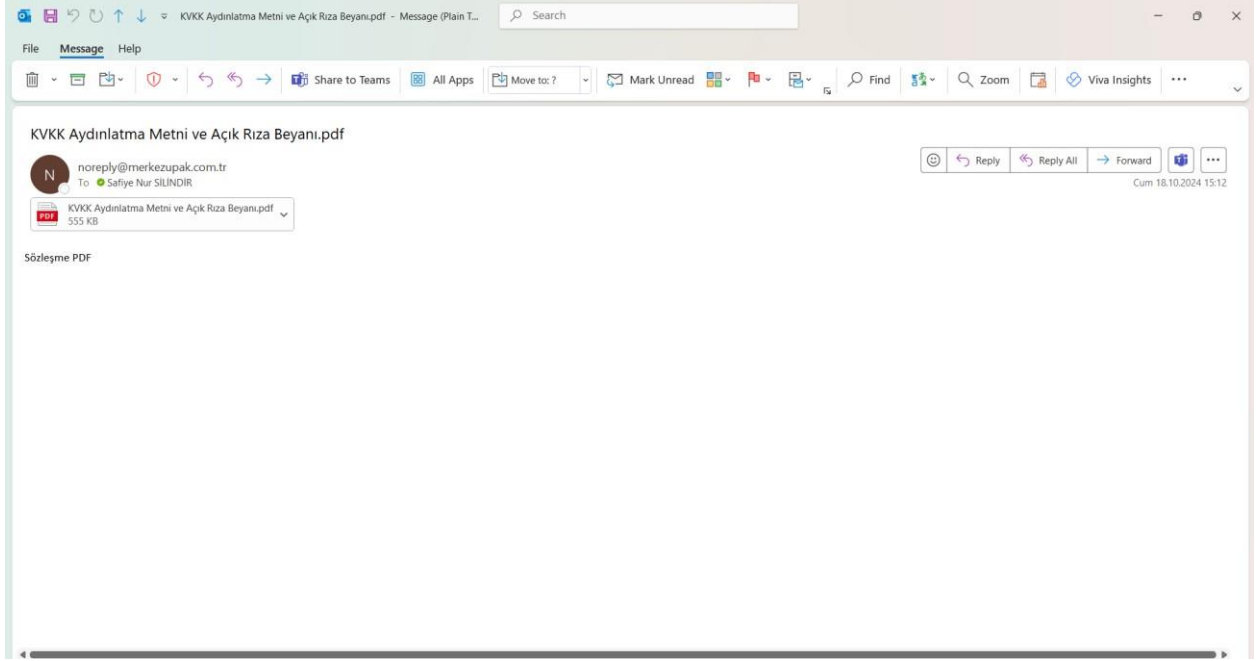 KVKK Aydınlatma Metni ve Açık Rıza Beyanı.pdf - Message (Plain T... Search
File Message Help
Share to Teams All Apps Move to: ? Mark Unread Find Zoom Viva Insights ...
KVKK Aydınlatma Metni ve Açık Rıza Beyanı.pdf
N noreply@merkezupak.com.tr
To Safiye Nur SİLİNDİR
Reply Reply All Forward ...
Cum 18.10.2024 15:12
PDF KVKK Aydınlatma Metni ve Açık Rıza Beyanı.pdf
555 KB
Sözleşme PDF